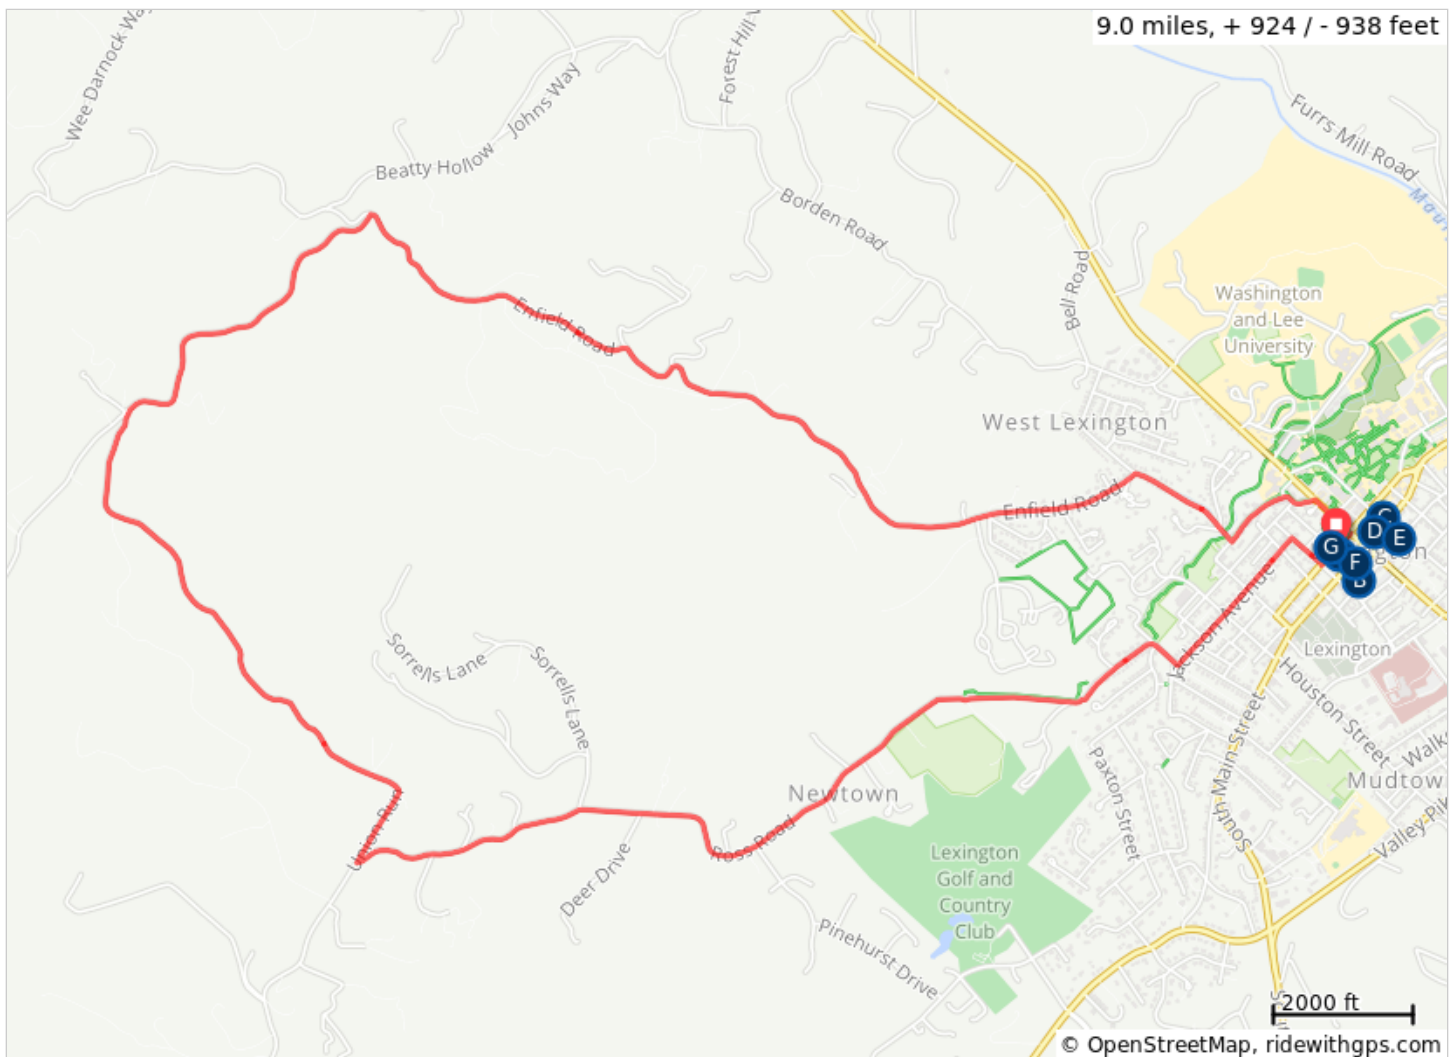 9.0 miles, + 924 / - 938 feet
Wee Darnock Way
Forest Hill
Johns Way
Beatty Hollow
Furrs Mill Road
Borden Road
Bell Road
Washington
and Lee
University
Enfield Road
West Lexington
Enfield Road
C
D
E
G
F
B
Jackson Avenue
Lexington
Sorrells Lane
Sorrells Lane
Houston Street
South Main Street
Paxton Street
Newtown
Mudtow
Union Run
Ross Road
Valley Pik
Deer Drive
Lexington
Golf and
Country
Club
Pinehurst Drive
2000 ft
© OpenStreetMap, ridewithgps.com